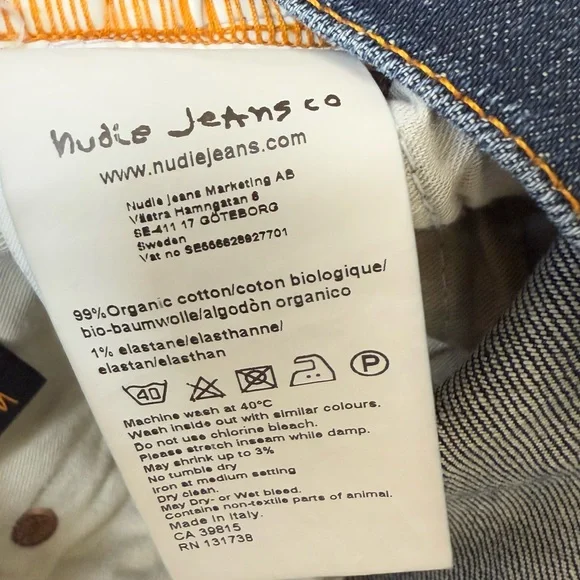 nudie jeans co
www.nudiejeans.com
Nudie Jeans Marketing AB
Västra Hamngatan 6
SE-411 17 GÖTEBORG
Sweden
Vat no SE556628927701
99%Organic cotton/coton biologique/
bio-baumwolle/algodòn organico
1% elastane/elasthanne/
elastan/elasthan
40
P
Machine wash at 40°C
Wash inside out with similar colours.
Do not use chlorine bleach.
Please stretch inseam while damp.
May shrink up to 3%
No tumble dry
Iron at medium setting
Dry clean.
May Dry- or Wet bleed.
Contains non-textile parts of animal.
Made in Italy.
CA 39815
RN 131738